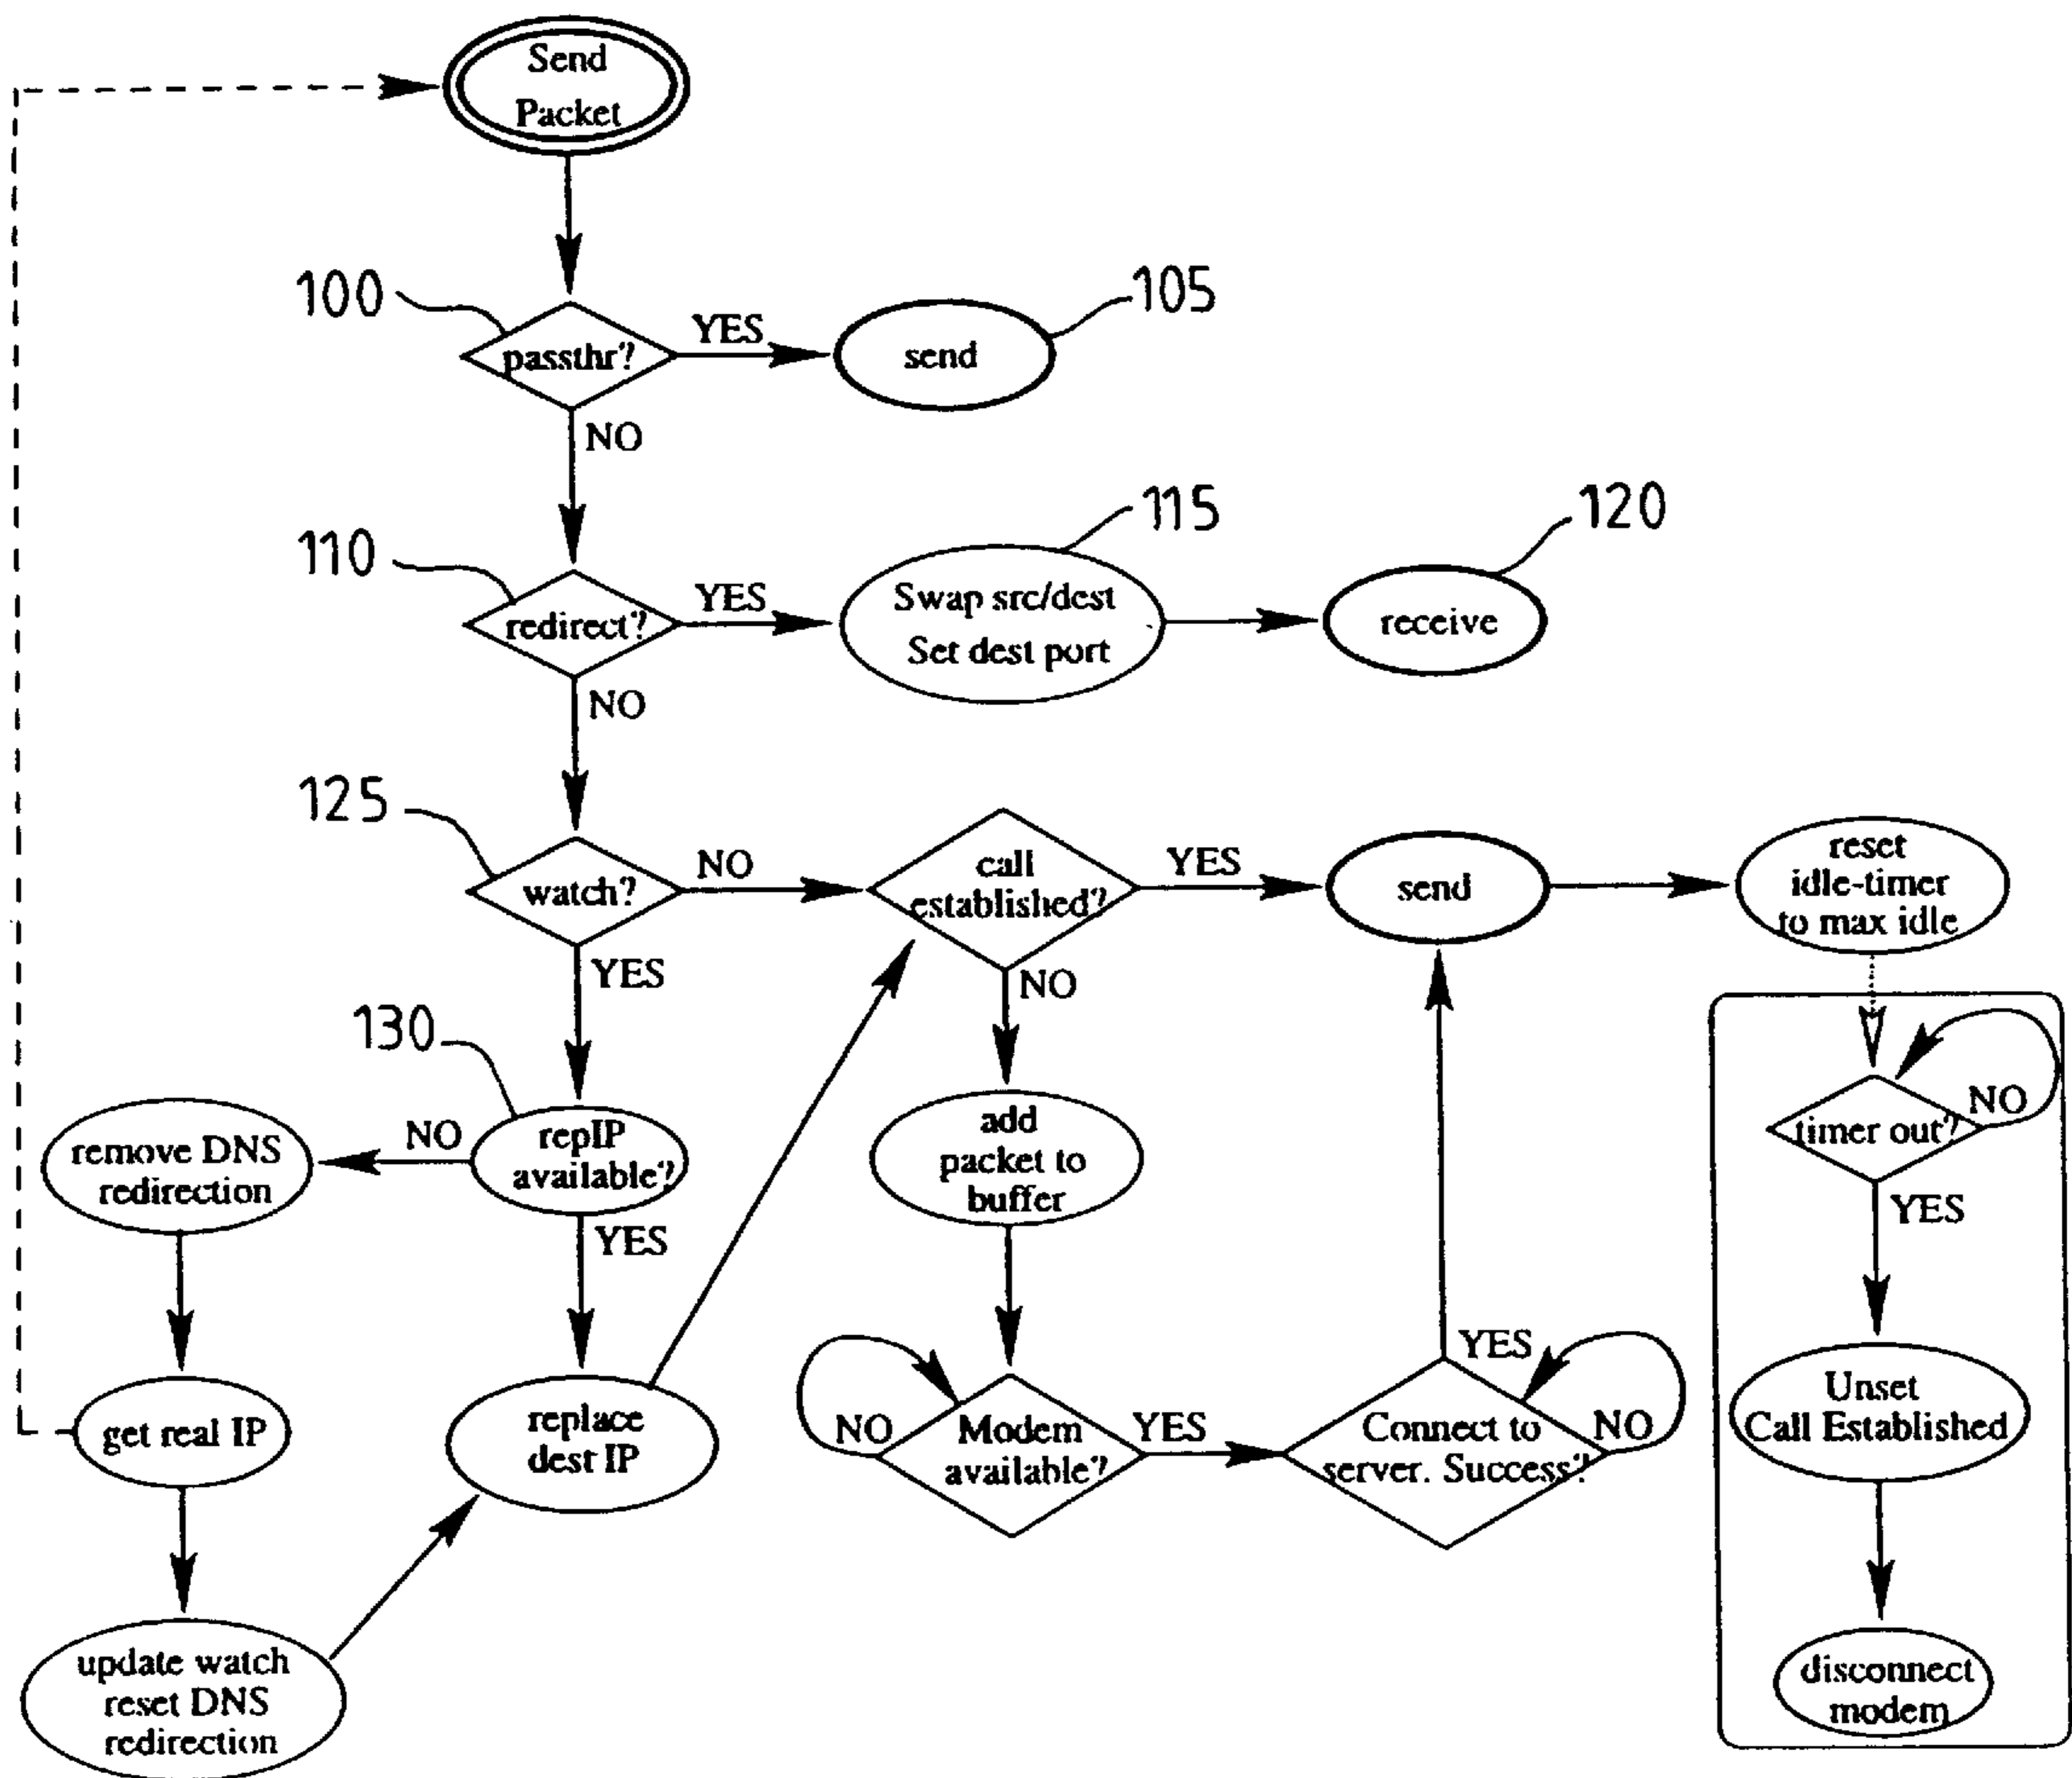 Send
Packet
100
passthr?
YES
send
105
NO
110
redirect?
YES
Swap src/dest
Set dest port
115
receive
120
NO
125
watch?
NO
call
established?
YES
send
reset
idle-timer
to max idle
YES
NO
130
repIP
available?
NO
remove DNS
redirection
YES
add
packet to
buffer
timer out?
NO
YES
get real IP
replace
dest IP
NO
Modem
available?
YES
Connect to
server. Success?
YES
NO
Unset
Call Established
update watch
reset DNS
redirection
disconnect
modem